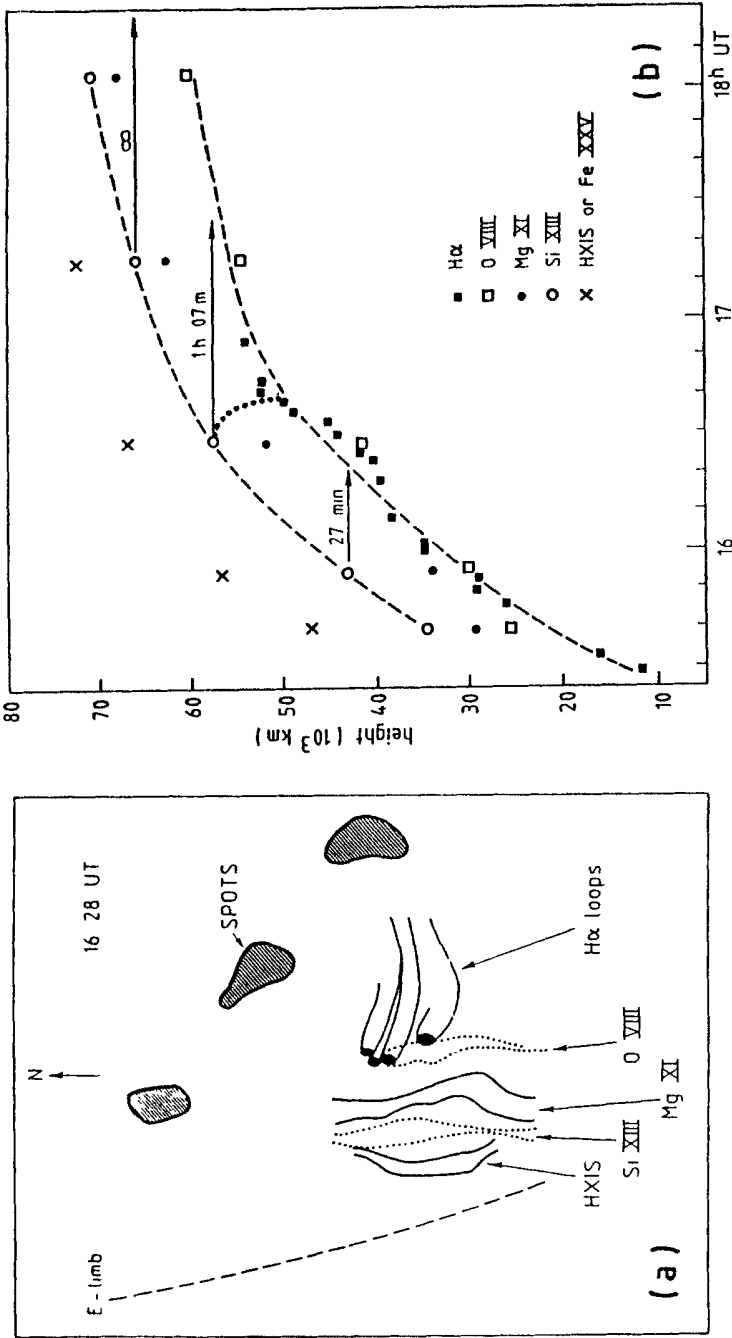 E - limb
N
16 28 UT
SPOTS
HXIS
Si XIII
Mg XI
O VIII
Hα loops
(a)
80
70
60
50
40
30
20
10
height (10³ km)
16
17
18ʰ UT
27 min
1h 07m
∞
Hα
O VIII
Mg XI
Si XIII
HXIS or Fe XXV
(b)